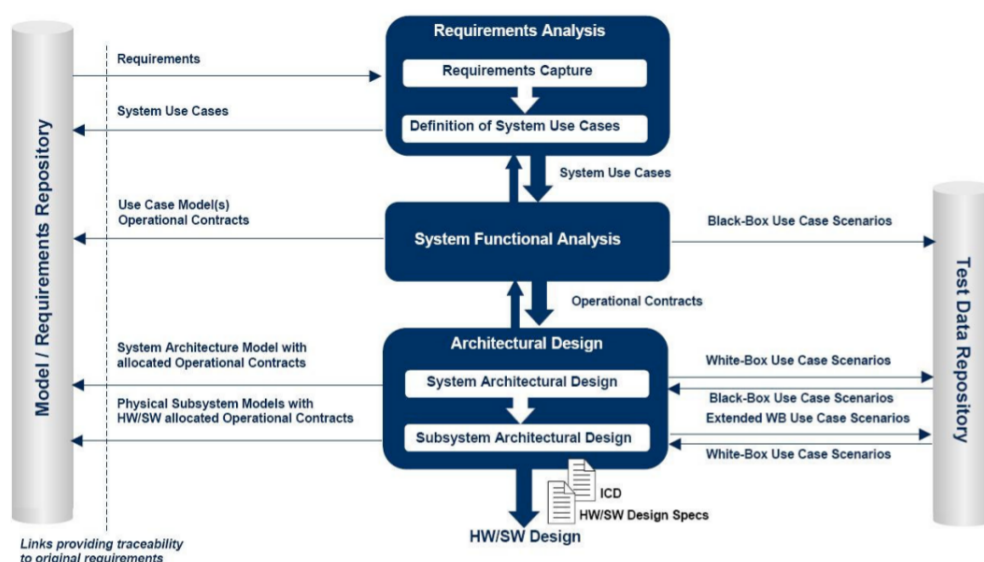 Requirements Analysis
Requirements
Requirements Capture
System Use Cases
Definition of System Use Cases
System Use Cases
Model / Requirements Repository
Use Case Model(s)
Operational Contracts
System Functional Analysis
Black-Box Use Case Scenarios
Test Data Repository
Operational Contracts
Architectural Design
System Architecture Model with
allocated Operational Contracts
System Architectural Design
White-Box Use Case Scenarios
Black-Box Use Case Scenarios
Physical Subsystem Models with
HW/SW allocated Operational Contracts
Subsystem Architectural Design
Extended WB Use Case Scenarios
White-Box Use Case Scenarios
ICD
HW/SW Design Specs
HW/SW Design
Links providing traceability
to original requirements